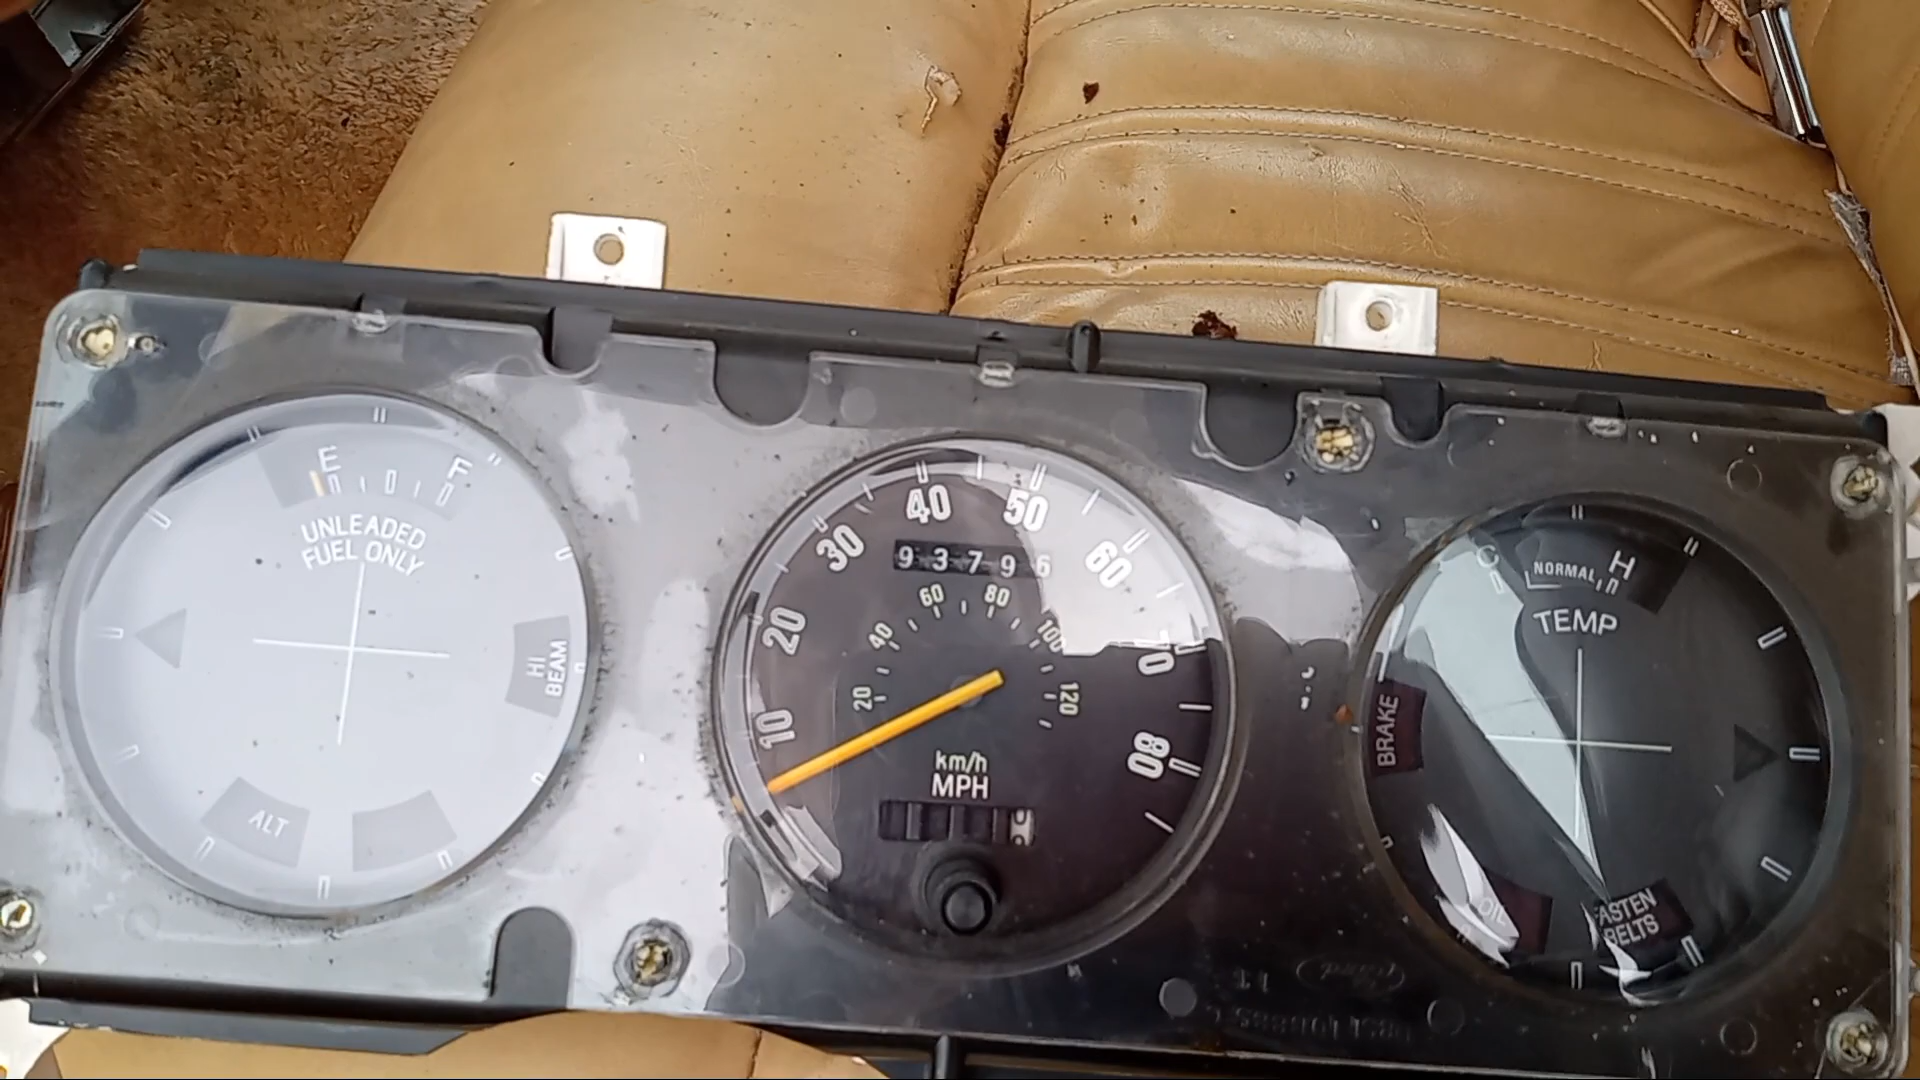 E F
UNLEADED
FUEL ONLY
HI
BEAM
ALT
10 20 30 40 50 60 70 80
93796
20 40 60 80 100 120
km/h
MPH
C NORMAL H
TEMP
BRAKE
OIL
FASTEN
BELTS